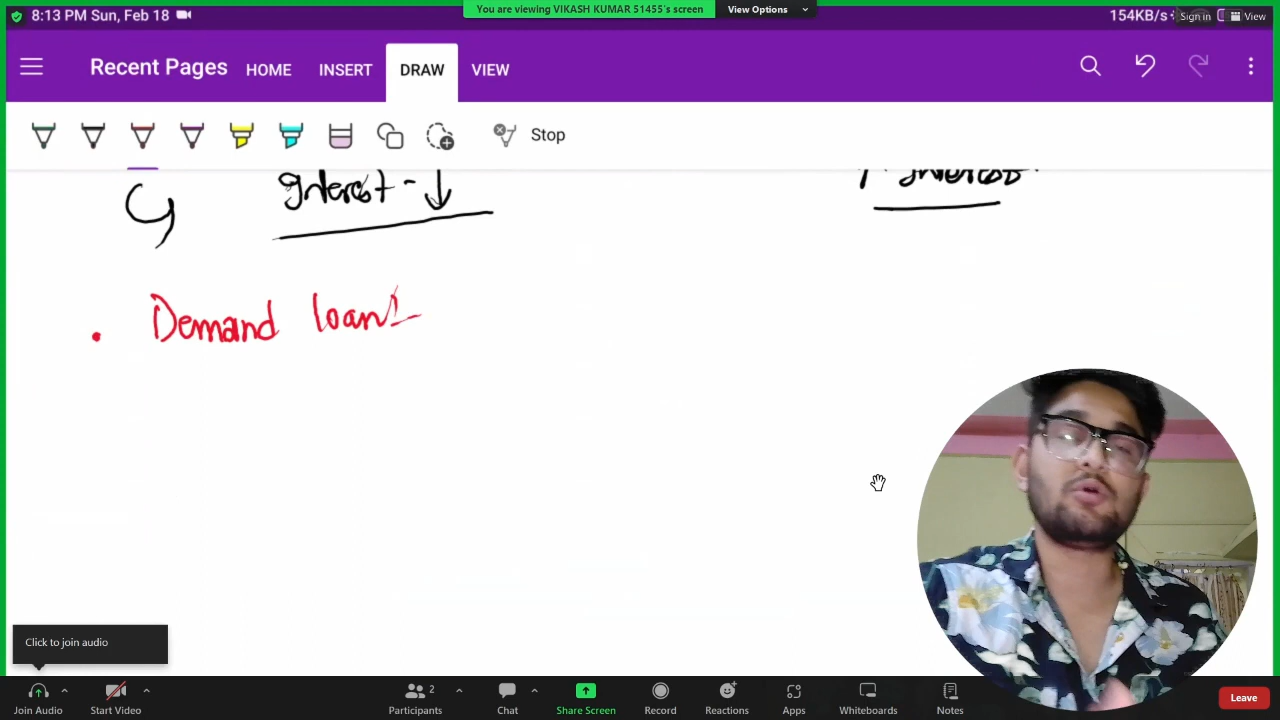 You are viewing VIKASH KUMAR 51455's screen
View Options
8:13 PM Sun, Feb 18
154KB/s
Sign in
View
Recent Pages
HOME
INSERT
DRAW
VIEW
Stop
Interest - ↓
↑ Interest
• Demand loan:-
Click to join audio
Join Audio
Start Video
2
Participants
Chat
Share Screen
Record
Reactions
Apps
Whiteboards
Notes
Leave